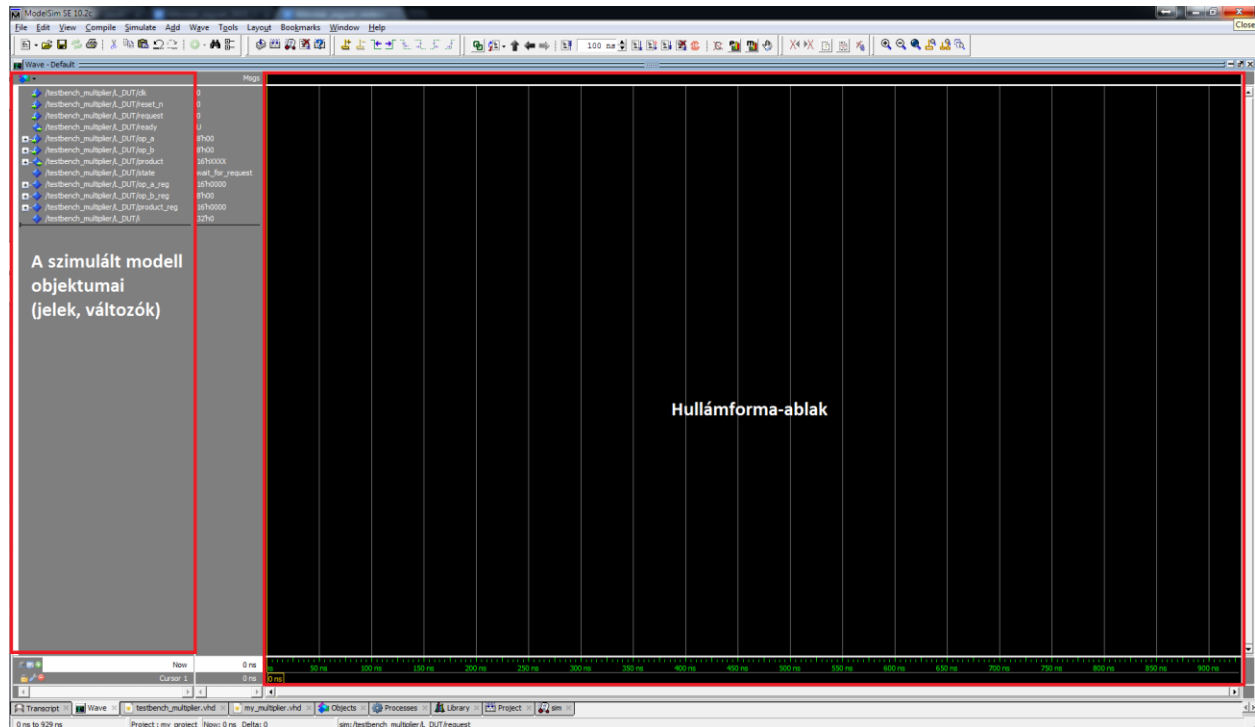 ModelSim SE 10.2c
Close
File Edit View Compile Simulate Add Wave Tools Layout Bookmarks Window Help
100 ns
Wave - Default
Msgs
/testbench_multiplier/L_DUT/clk 0
/testbench_multiplier/L_DUT/reset_n 0
/testbench_multiplier/L_DUT/request 0
/testbench_multiplier/L_DUT/ready U
/testbench_multiplier/L_DUT/op_a 8'h00
/testbench_multiplier/L_DUT/op_b 8'h00
/testbench_multiplier/L_DUT/product 16'hXXXX
/testbench_multiplier/L_DUT/state wait_for_request
/testbench_multiplier/L_DUT/op_a_reg 16'h0000
/testbench_multiplier/L_DUT/op_b_reg 8'h00
/testbench_multiplier/L_DUT/product_reg 16'h0000
/testbench_multiplier/L_DUT/i 32'h0
A szimulált modell
objektumai
(jelek, változók)
Hullámforma-ablak
Now 0 ns
ns 50 ns 100 ns 150 ns 200 ns 250 ns 300 ns 350 ns 400 ns 450 ns 500 ns 550 ns 600 ns 650 ns 700 ns 750 ns 800 ns 850 ns 900 ns
Cursor 1 0 ns 0 ns
Transcript Wave testbench_multiplier.vhd my_multiplier.vhd Objects Processes Library Project sim
0 ns to 929 ns Project : my_project Now: 0 ns Delta: 0 sim:/testbench_multiplier/L_DUT/request